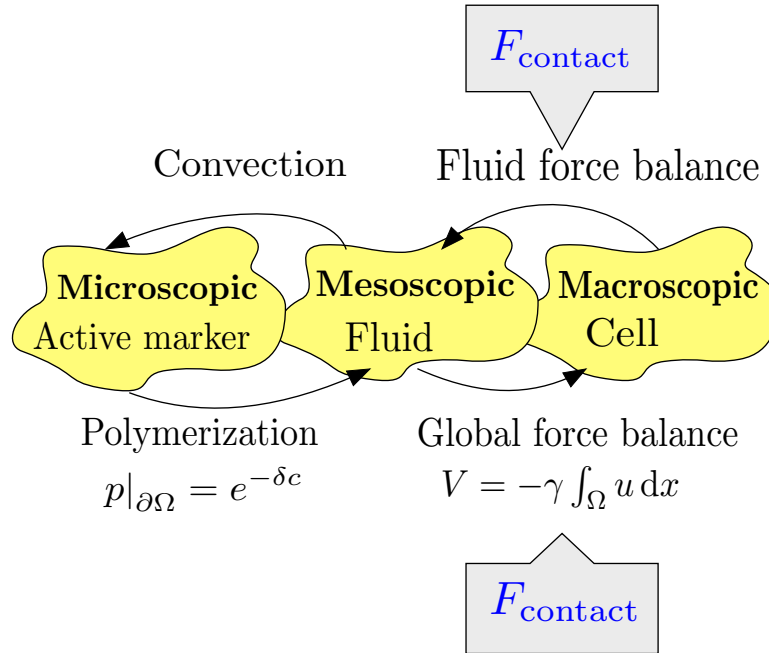 F_contact
Convection
Fluid force balance
Microscopic
Active marker
Mesoscopic
Fluid
Macroscopic
Cell
Polymerization
p|_{∂Ω} = e^{−δc}
Global force balance
V = −γ ∫_Ω u dx
F_contact